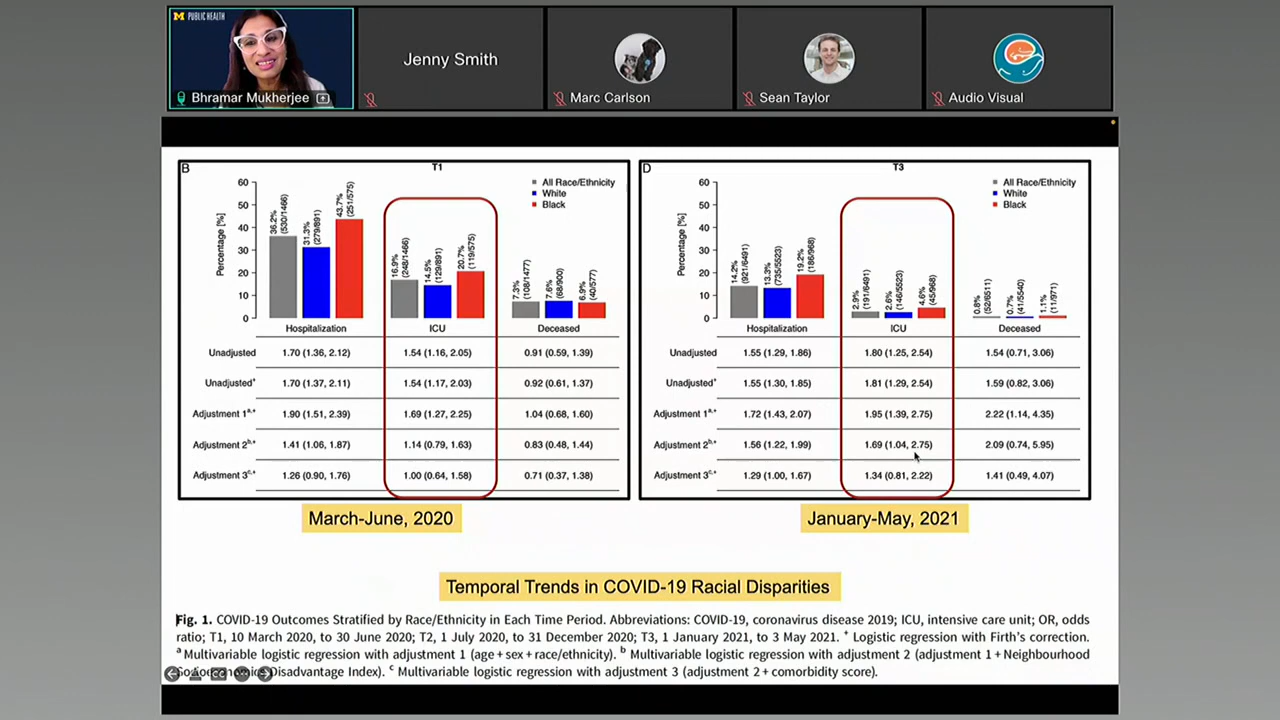 M PUBLIC HEALTH
Bhramar Mukherjee
Jenny Smith
Marc Carlson
Sean Taylor
Audio Visual
B
T1
Percentage [%]
60
50
40
30
20
10
0
36.2%
(530/1466)
31.3%
(279/891)
43.7%
(251/575)
16.9%
(248/1466)
14.5%
(129/891)
20.7%
(119/575)
7.3%
(108/1477)
7.6%
(68/900)
6.9%
(40/577)
All Race/Ethnicity
White
Black
Hospitalization ICU Deceased
Unadjusted 1.70 (1.36, 2.12) 1.54 (1.16, 2.05) 0.91 (0.59, 1.39)
Unadjusted+ 1.70 (1.37, 2.11) 1.54 (1.17, 2.03) 0.92 (0.61, 1.37)
Adjustment 1a,+ 1.90 (1.51, 2.39) 1.69 (1.27, 2.25) 1.04 (0.68, 1.60)
Adjustment 2b,+ 1.41 (1.06, 1.87) 1.14 (0.79, 1.63) 0.83 (0.48, 1.44)
Adjustment 3c,+ 1.26 (0.90, 1.76) 1.00 (0.64, 1.58) 0.71 (0.37, 1.38)
March-June, 2020
D
T3
Percentage [%]
60
50
40
30
20
10
0
14.2%
(921/6491)
13.3%
(735/5523)
19.2%
(186/968)
2.9%
(191/6491)
2.6%
(146/5523)
4.6%
(45/968)
0.8%
(52/6511)
0.7%
(41/5540)
1.1%
(11/971)
All Race/Ethnicity
White
Black
Hospitalization ICU Deceased
Unadjusted 1.55 (1.29, 1.86) 1.80 (1.25, 2.54) 1.54 (0.71, 3.06)
Unadjusted+ 1.55 (1.30, 1.85) 1.81 (1.29, 2.54) 1.59 (0.82, 3.06)
Adjustment 1a,+ 1.72 (1.43, 2.07) 1.95 (1.39, 2.75) 2.22 (1.14, 4.35)
Adjustment 2b,+ 1.56 (1.22, 1.99) 1.69 (1.04, 2.75) 2.09 (0.74, 5.95)
Adjustment 3c,+ 1.29 (1.00, 1.67) 1.34 (0.81, 2.22) 1.41 (0.49, 4.07)
January-May, 2021
Temporal Trends in COVID-19 Racial Disparities
Fig. 1. COVID-19 Outcomes Stratified by Race/Ethnicity in Each Time Period. Abbreviations: COVID-19, coronavirus disease 2019; ICU, intensive care unit; OR, odds
ratio; T1, 10 March 2020, to 30 June 2020; T2, 1 July 2020, to 31 December 2020; T3, 1 January 2021, to 3 May 2021. + Logistic regression with Firth's correction.
a Multivariable logistic regression with adjustment 1 (age + sex + race/ethnicity). b Multivariable logistic regression with adjustment 2 (adjustment 1 + Neighbourhood
Disadvantage Index). c Multivariable logistic regression with adjustment 3 (adjustment 2 + comorbidity score).